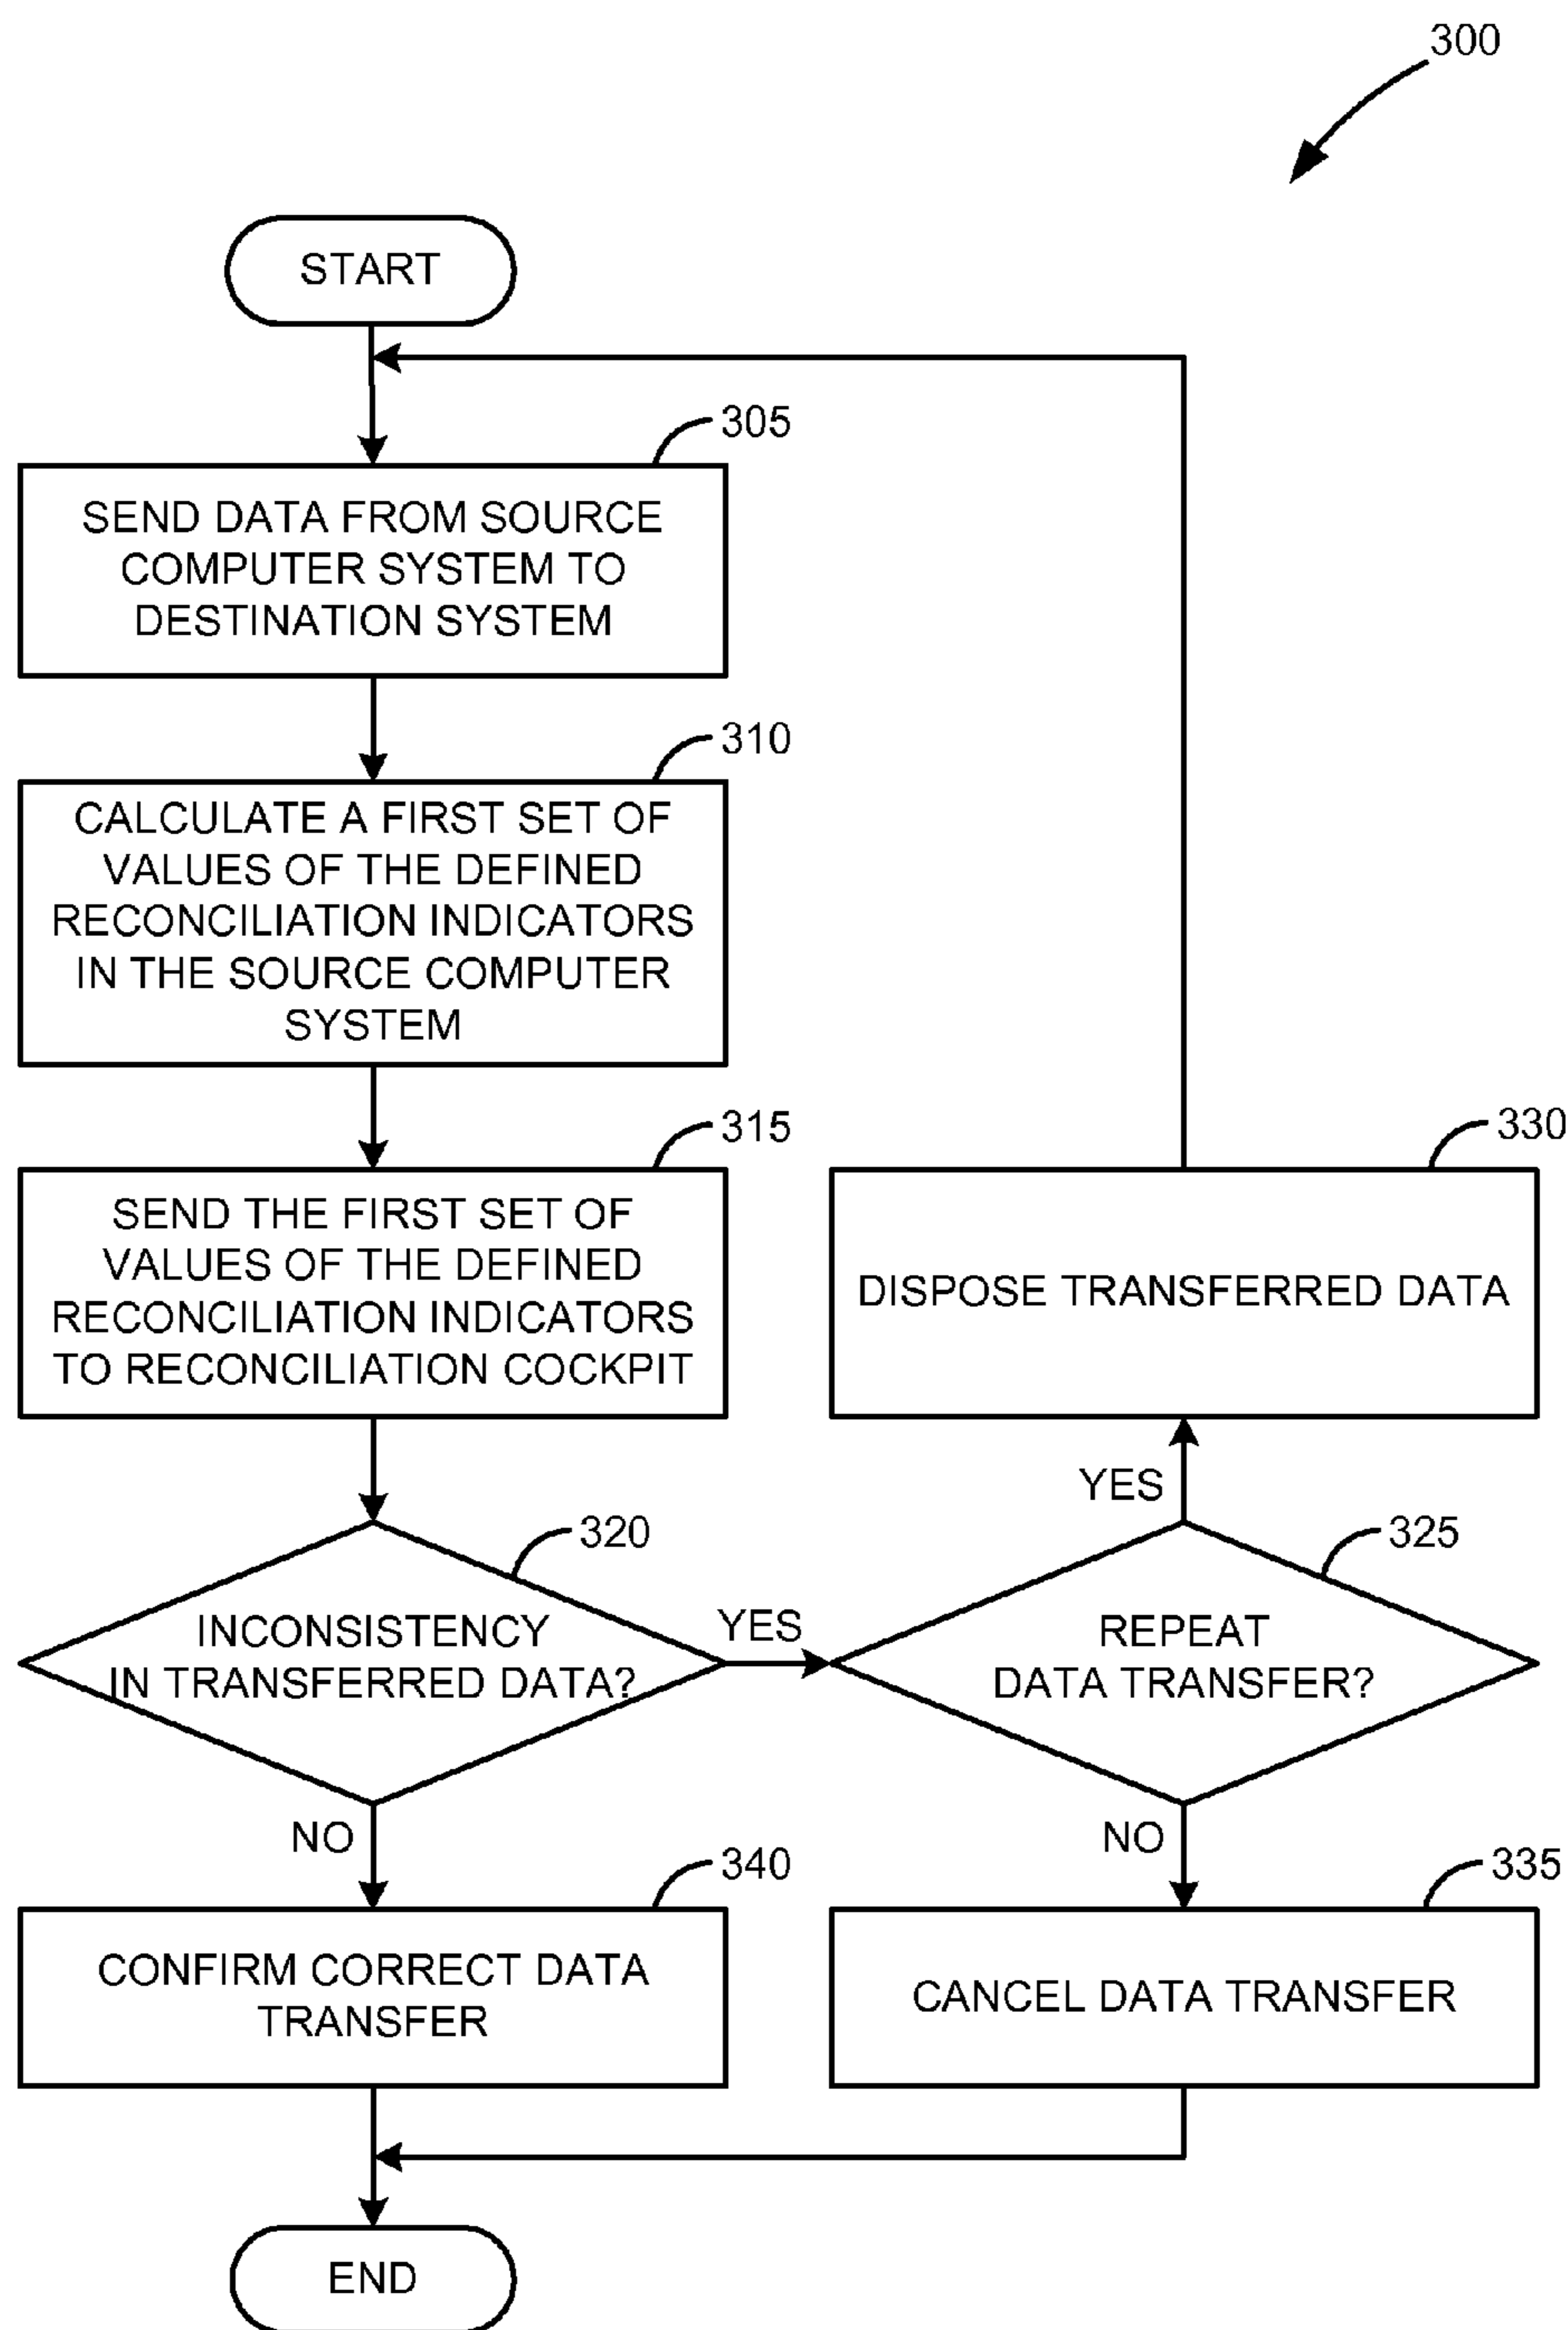 300
START
305
SEND DATA FROM SOURCE
COMPUTER SYSTEM TO
DESTINATION SYSTEM
310
CALCULATE A FIRST SET OF
VALUES OF THE DEFINED
RECONCILIATION INDICATORS
IN THE SOURCE COMPUTER
SYSTEM
315
SEND THE FIRST SET OF
VALUES OF THE DEFINED
RECONCILIATION INDICATORS
TO RECONCILIATION COCKPIT
330
DISPOSE TRANSFERRED DATA
YES
320
INCONSISTENCY
IN TRANSFERRED DATA?
YES
325
REPEAT
DATA TRANSFER?
NO
NO
340
CONFIRM CORRECT DATA
TRANSFER
335
CANCEL DATA TRANSFER
END